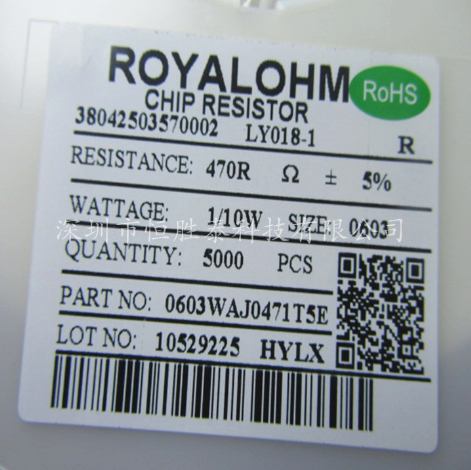 ROYALOHM
RoHS
CHIP RESISTOR
38042503570002 LY018-1 R
RESISTANCE: 470R Ω ± 5%
WATTAGE: 1/10W SIZE 0603
深圳市恒胜泰科技有限公司
QUANTITY: 5000 PCS
PART NO: 0603WAJ0471T5E
LOT NO: 10529225 HYLX